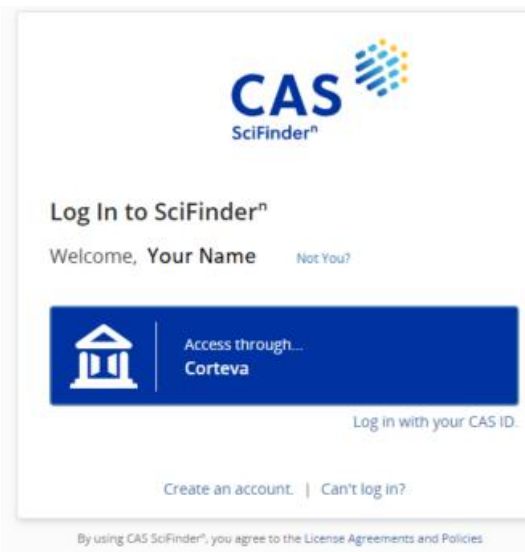 CAS
SciFinderⁿ
Log In to SciFinderⁿ
Welcome, Your Name Not You?
Access through...
Corteva
Log in with your CAS ID.
Create an account. | Can't log in?
By using CAS SciFinderⁿ, you agree to the License Agreements and Policies